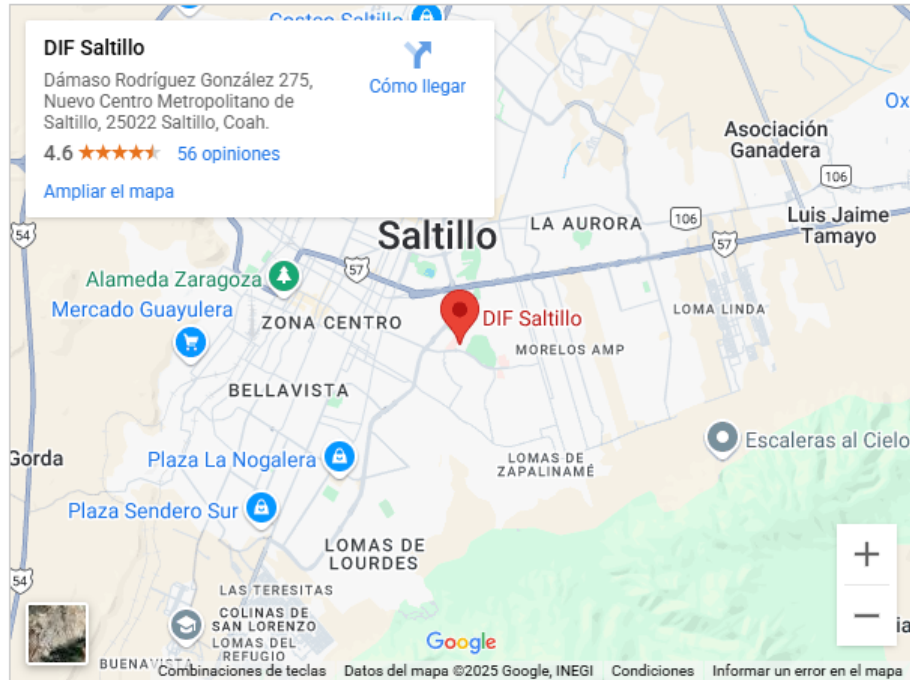 Costco Saltillo
DIF Saltillo
Dámaso Rodríguez González 275,
Nuevo Centro Metropolitano de
Saltillo, 25022 Saltillo, Coah.
4.6
56 opiniones
Ampliar el mapa
Cómo llegar
Asociación
Ganadera
106
LA AURORA
106
Luis Jaime
Tamayo
54
Saltillo
57
57
Alameda Zaragoza
Mercado Guayulera
ZONA CENTRO
DIF Saltillo
LOMA LINDA
MORELOS AMP
BELLAVISTA
Escaleras al Cielo
Gorda
Plaza La Nogalera
LOMAS DE
ZAPALINAMÉ
Plaza Sendero Sur
LOMAS DE
LOURDES
54
LAS TERESITAS
COLINAS DE
SAN LORENZO
LOMAS DEL
REFUGIO
BUENAVISTA
Google
Combinaciones de teclas
Datos del mapa ©2025 Google, INEGI
Condiciones
Informar un error en el mapa